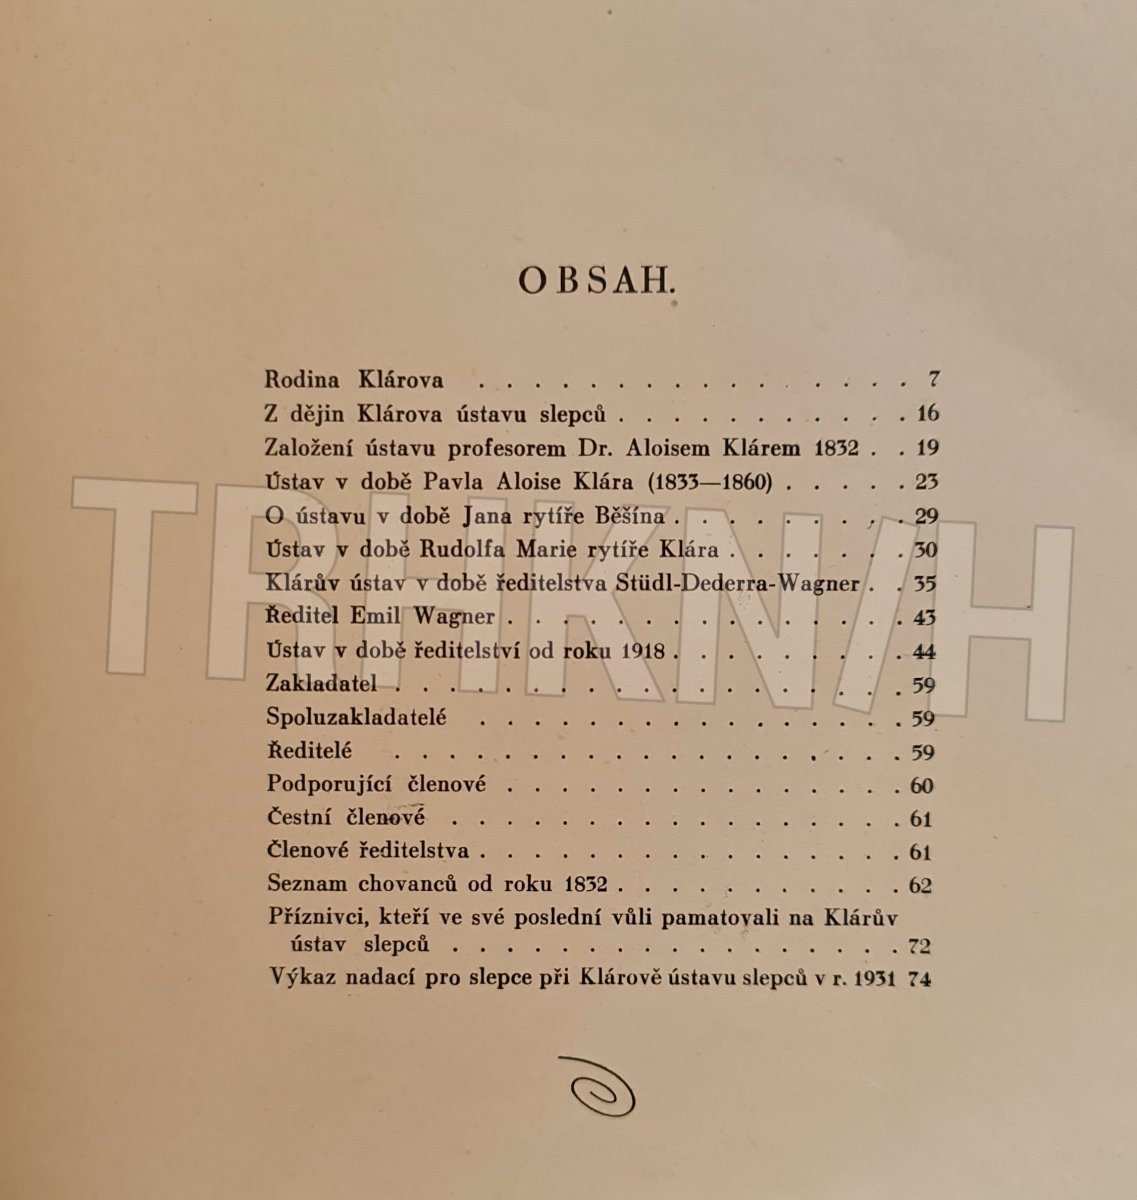 OBSAH.
Rodina Klárova . . . . . . . . . . . . . . . . 7
Z dějin Klárova ústavu slepců . . . . . . . . . . . 16
Založení ústavu profesorem Dr. Aloisem Klárem 1832 . . 19
Ústav v době Pavla Aloise Klára (1833—1860) . . . . . 23
O ústavu v době Jana rytíře Běšína . . . . . . . . . 29
Ústav v době Rudolfa Marie rytíře Klára . . . . . . . 30
Klárův ústav v době ředitelstva Stüdl-Dederra-Wagner . . 35
Ředitel Emil Wagner . . . . . . . . . . . . . . . 43
Ústav v době ředitelství od roku 1918 . . . . . . . . . 44
Zakladatel . . . . . . . . . . . . . . . . . . . 59
Spoluzakladatelé . . . . . . . . . . . . . . . . 59
Ředitelé . . . . . . . . . . . . . . . . . . . 59
Podporující členové . . . . . . . . . . . . . . . 60
Čestní členové . . . . . . . . . . . . . . . . . 61
Členové ředitelstva . . . . . . . . . . . . . . . . 61
Seznam chovanců od roku 1832 . . . . . . . . . . . 62
Příznivci, kteří ve své poslední vůli pamatovali na Klárův
ústav slepců . . . . . . . . . . . . . . . . . 72
Výkaz nadací pro slepce při Klárově ústavu slepců v r. 1931 74
TRHKNIH